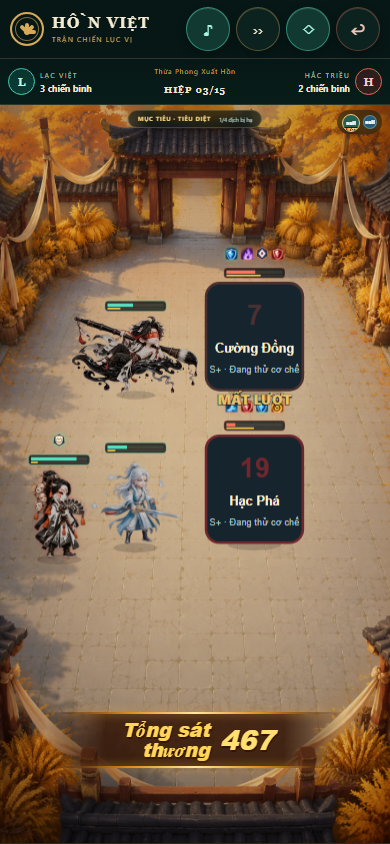 HỒN VIỆT
TRẬN CHIẾN LỤC VỊ
♪ ›› ◇ ↩
L
LẠC VIỆT
3 chiến binh
Thừa Phong Xuất Hồn
HIỆP 03/15
HẮC TRIỀU
2 chiến binh
H
MỤC TIÊU · TIÊU DIỆT 1/4 địch bị hạ
7
Cường Đồng
S+ · Đang thử cơ chế
MẤT LƯỢT
19
Hạc Phá
S+ · Đang thử cơ chế
Tổng sát
thương
467